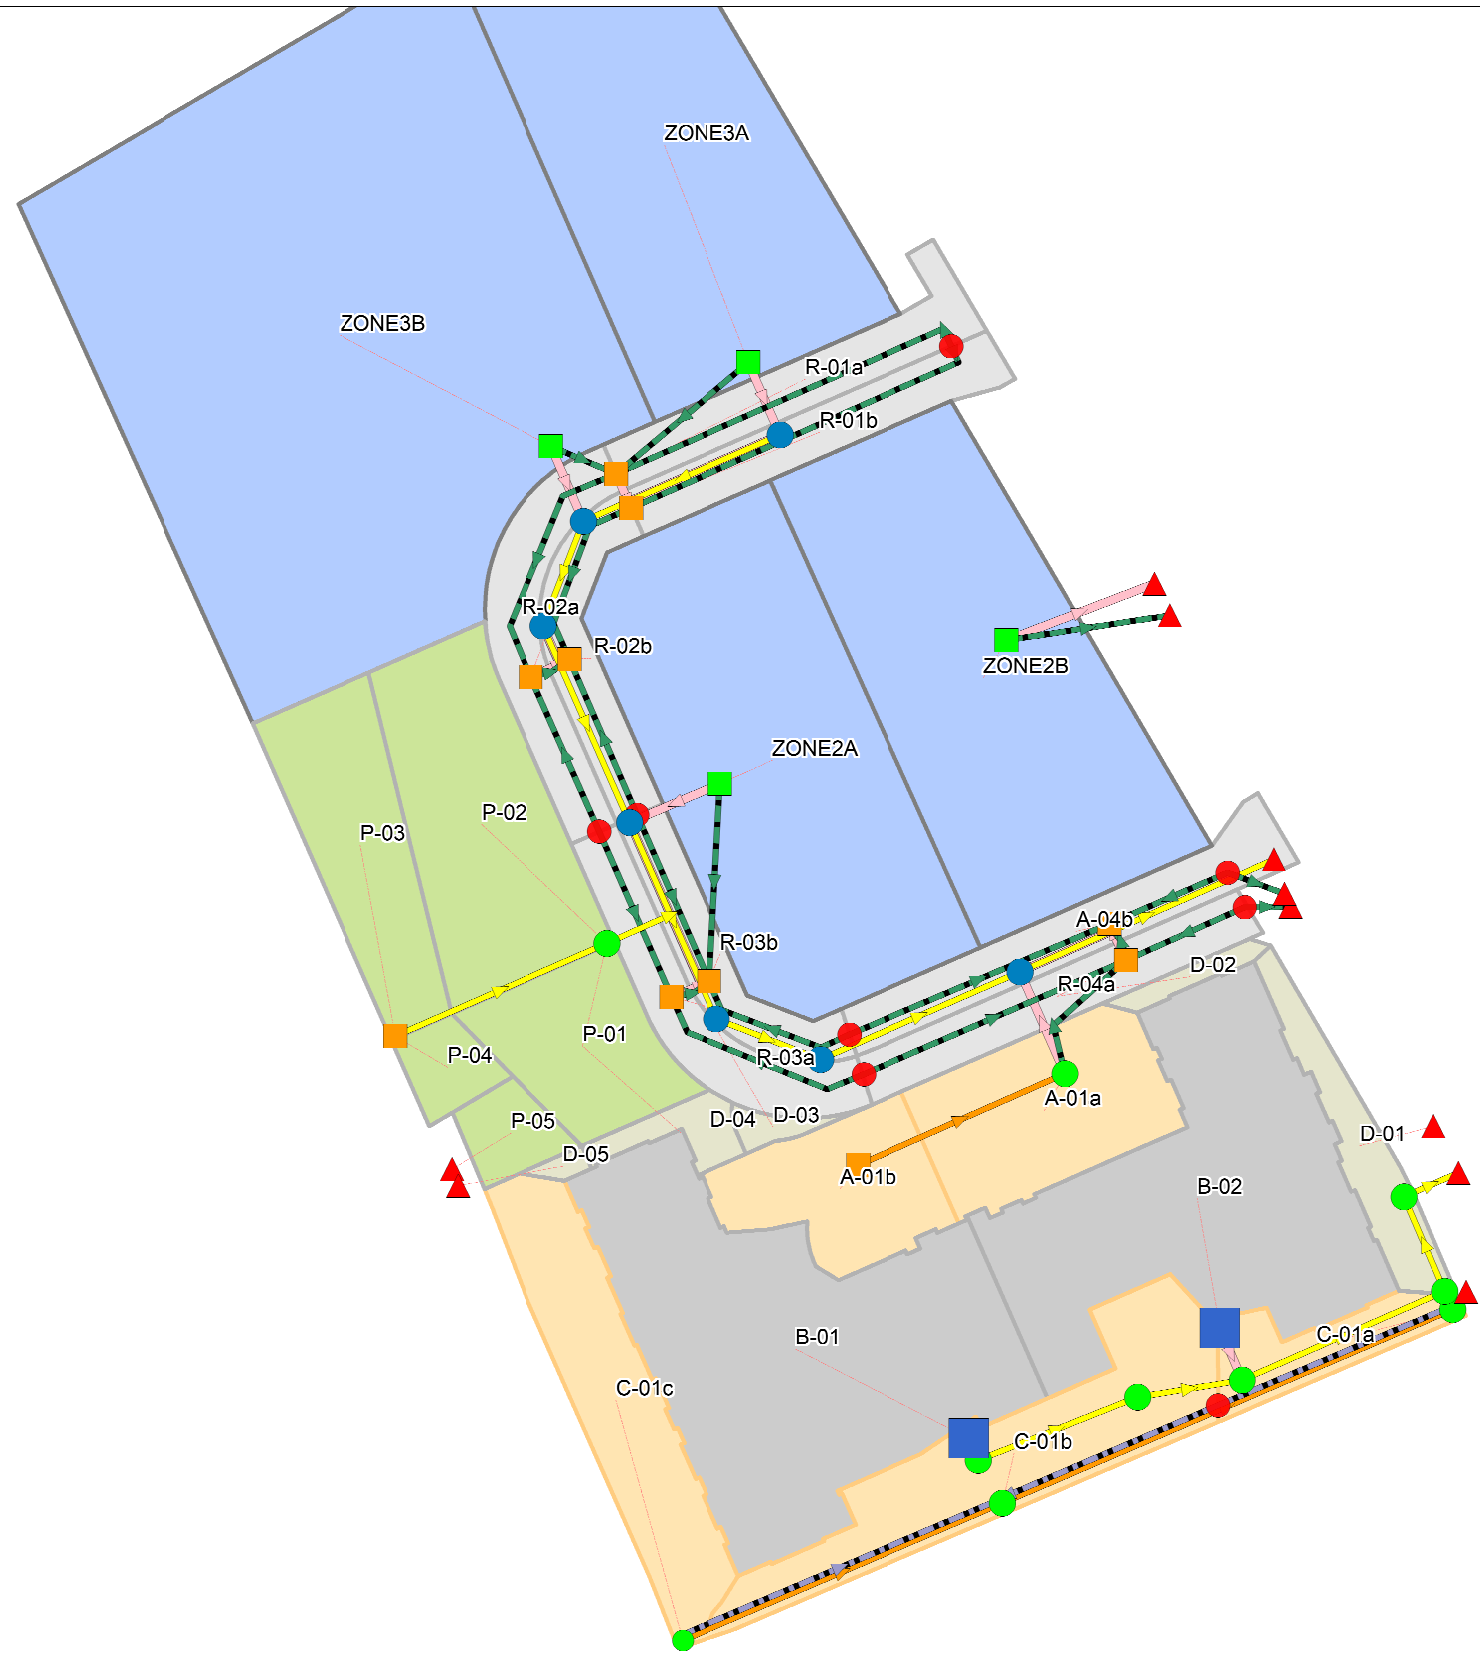 ZONE3A
ZONE3B
R-01a
R-01b
R-02a
R-02b
ZONE2B
ZONE2A
P-02
P-03
A-04b
R-03b
D-02
R-04a
P-01
P-04
R-03a
A-01a
D-04
D-03
P-05
D-01
D-05
A-01b
B-02
C-01a
B-01
C-01c
C-01b